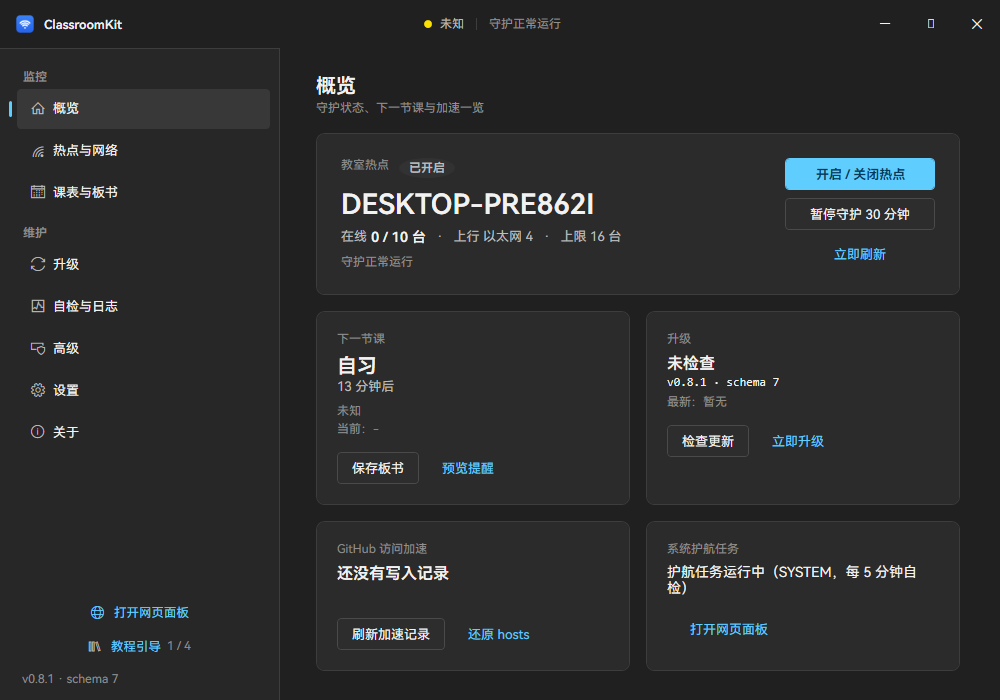 ClassroomKit
未知 | 守护正常运行
监控
概览
热点与网络
课表与板书
维护
升级
自检与日志
高级
设置
关于
打开网页面板
教程引导 1 / 4
v0.8.1 · schema 7
概览
守护状态、下一节课与加速一览
教室热点 已开启
DESKTOP-PRE862I
在线 0 / 10 台 · 上行 以太网 4 · 上限 16 台
守护正常运行
开启 / 关闭热点
暂停守护 30 分钟
立即刷新
下一节课
自习
13 分钟后
未知
当前：-
保存板书 预览提醒
升级
未检查
v0.8.1 · schema 7
最新：暂无
检查更新 立即升级
GitHub 访问加速
还没有写入记录
刷新加速记录 还原 hosts
系统护航任务
护航任务运行中（SYSTEM，每 5 分钟自
检）
打开网页面板